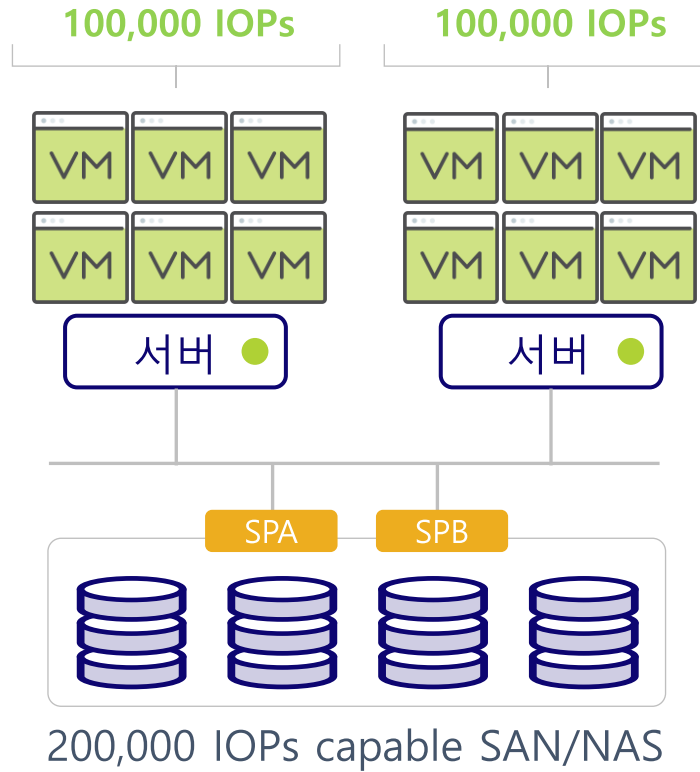 100,000 IOPs 100,000 IOPs
VM VM VM VM VM VM
VM VM VM VM VM VM
서버 서버
SPA SPB
200,000 IOPs capable SAN/NAS